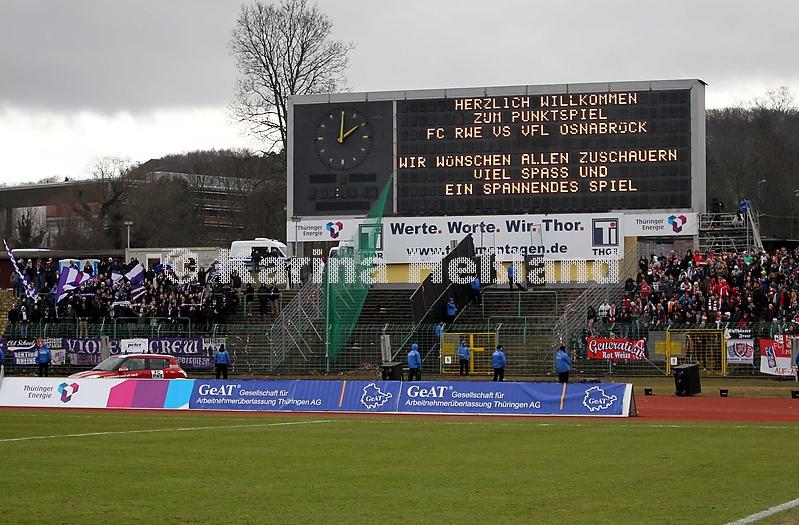 HERZLICH WILLKOMMEN
ZUM PUNKTSPIEL
FC RWE VS VFL OSNABRÜCK
WIR WÜNSCHEN ALLEN ZUSCHAUERN
VIEL SPASS UND
EIN SPANNENDES SPIEL
Thüringer
Energie
Werte. Worte. Wir. Thor.
THOR
Thüringer
Energie
© Karina Heßland
VIOLET CREW
Generation
Rot Weiss
Thüringer
Energie
GeAT Gesellschaft für
Arbeitnehmerüberlassung Thüringen AG
GeAT
GeAT Gesellschaft für
Arbeitnehmerüberlassung Thüringen AG
GeAT